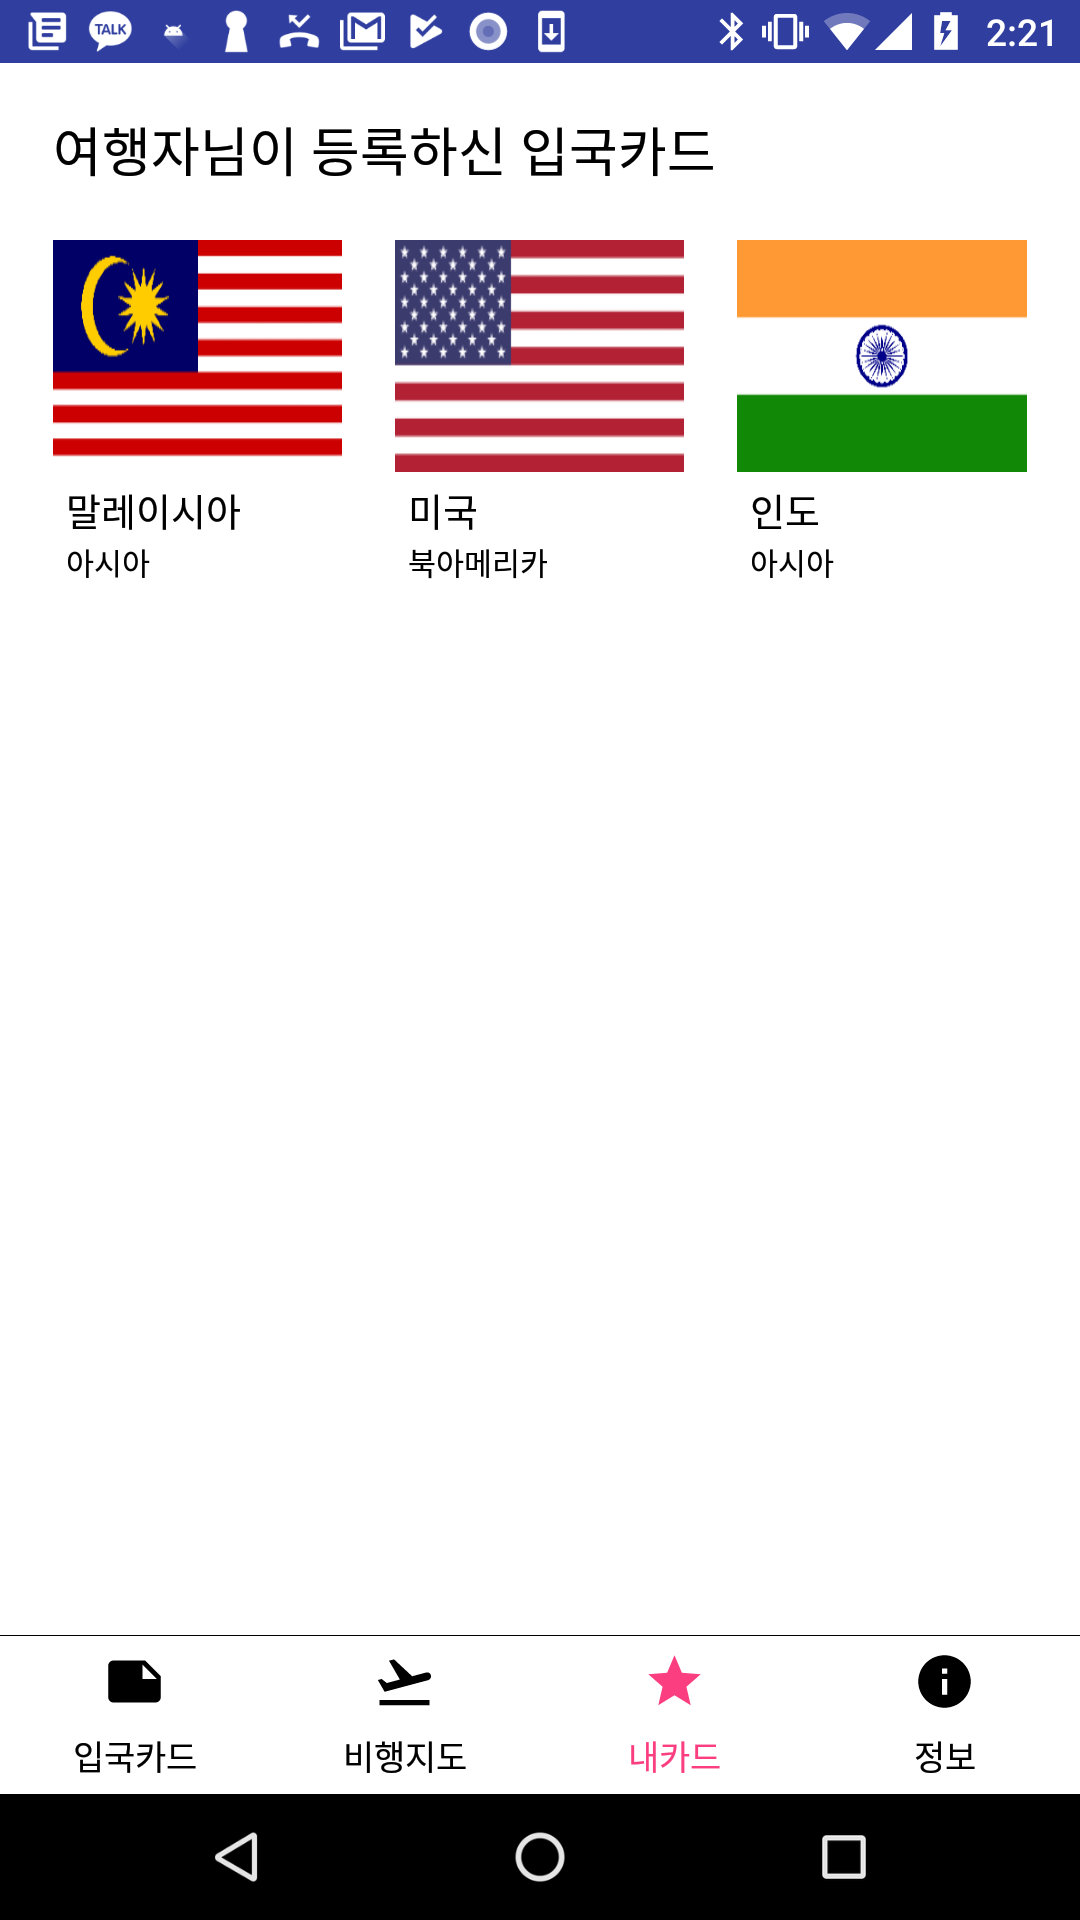 TALK
2:21
여행자님이 등록하신 입국카드
말레이시아
아시아
미국
북아메리카
인도
아시아
입국카드
비행지도
내카드
정보